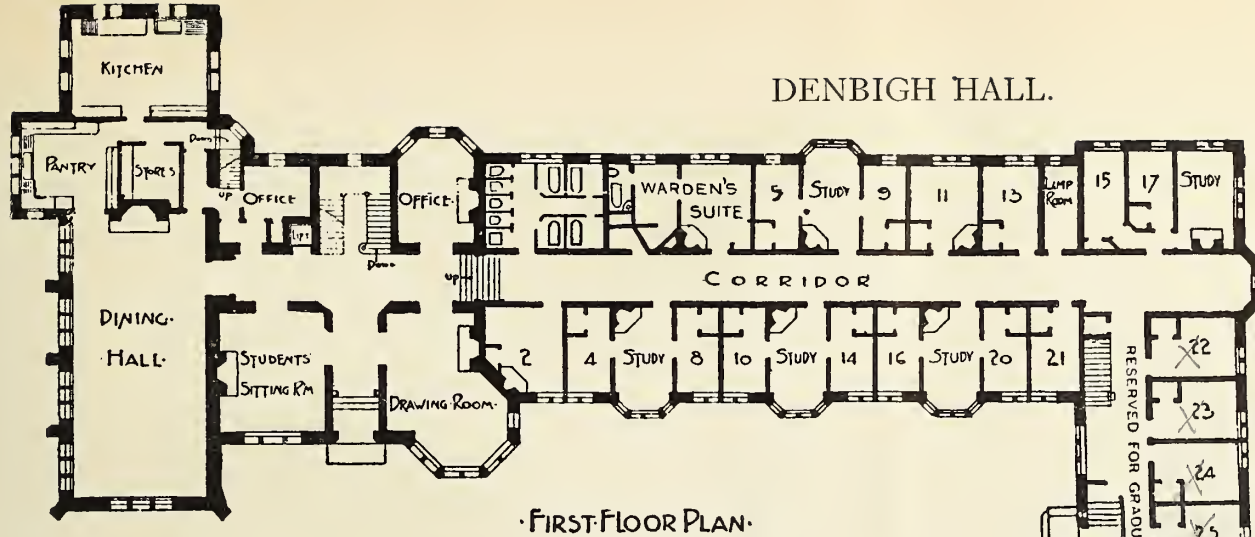 DENBIGH HALL.
KITCHEN
PANTRY
STORES
Down
UP
OFFICE
LIFT
Down
OFFICE
UP
WARDEN'S
SUITE
5
STUDY
9
11
13
LAMP
ROOM
15
17
STUDY
CORRIDOR
DINING
HALL
STUDENTS'
SITTING RM
DRAWING ROOM
2
4
STUDY
8
10
STUDY
14
16
STUDY
20
21
RESERVED FOR GRADU
22
23
24
25
·FIRST·FLOOR PLAN·